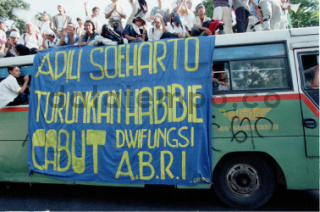 ADILI SOEHARTO
TURUNKAN HABIBIE
CABUT DWIFUNGSI
A.B.R.I